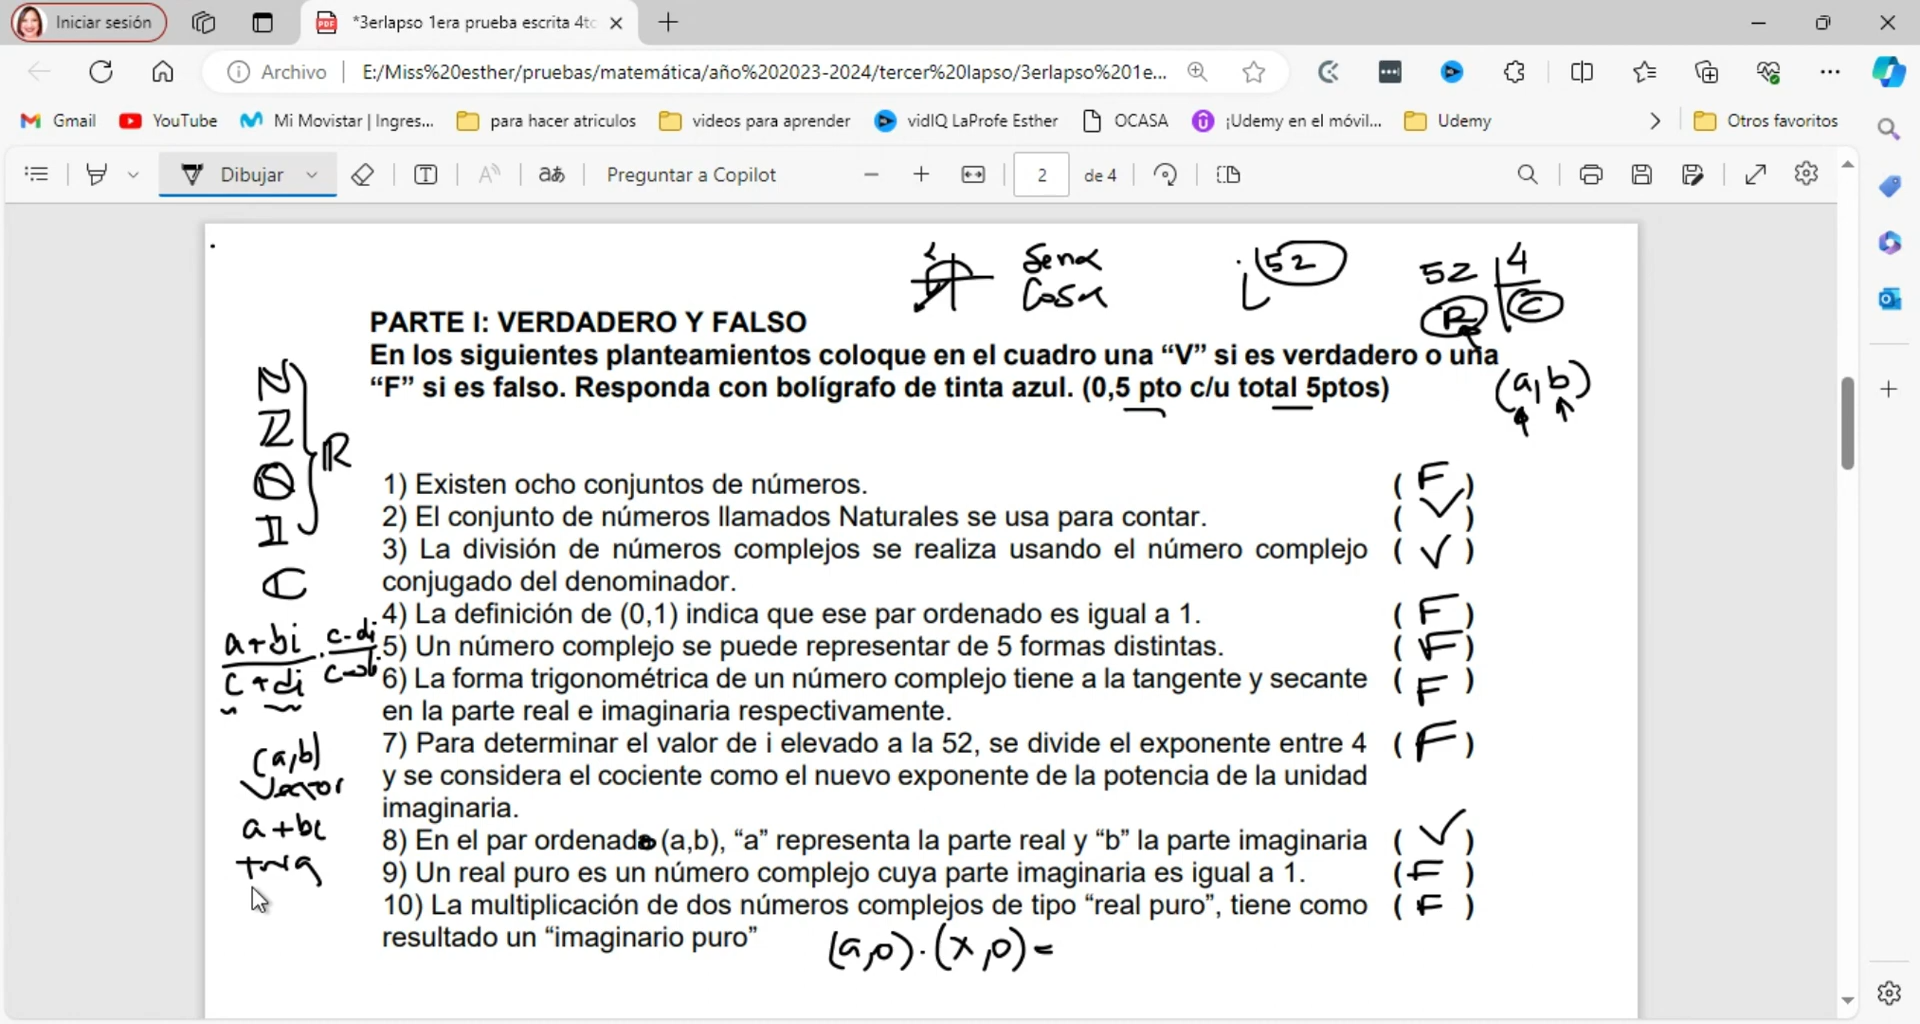 Iniciar sesión
*3erlapso 1era prueba escrita 4to
Archivo
E:/Miss%20esther/pruebas/matemática/año%202023-2024/tercer%20lapso/3erlapso%201e...
Gmail
YouTube
Mi Movistar | Ingres...
para hacer atriculos
videos para aprender
vidIQ LaProfe Esther
OCASA
¡Udemy en el móvil...
Udemy
Otros favoritos
Dibujar
Preguntar a Copilot
2 de 4
Senα
Cosα
i 52
52 4
R C
PARTE I: VERDADERO Y FALSO
En los siguientes planteamientos coloque en el cuadro una “V” si es verdadero o una
“F” si es falso. Responda con bolígrafo de tinta azul. (0,5 pto c/u total 5ptos)
(a,b)
N
Z
Q
I
R
C
1) Existen ocho conjuntos de números. ( F )
2) El conjunto de números llamados Naturales se usa para contar. ( V )
3) La división de números complejos se realiza usando el número complejo ( V )
conjugado del denominador.
4) La definición de (0,1) indica que ese par ordenado es igual a 1. ( F )
5) Un número complejo se puede representar de 5 formas distintas. ( F )
6) La forma trigonométrica de un número complejo tiene a la tangente y secante ( F )
en la parte real e imaginaria respectivamente.
7) Para determinar el valor de i elevado a la 52, se divide el exponente entre 4 ( F )
y se considera el cociente como el nuevo exponente de la potencia de la unidad
imaginaria.
8) En el par ordenado (a,b), “a” representa la parte real y “b” la parte imaginaria ( V )
9) Un real puro es un número complejo cuya parte imaginaria es igual a 1. ( F )
10) La multiplicación de dos números complejos de tipo “real puro”, tiene como ( F )
resultado un “imaginario puro”
(a,0).(x,0)=
a+bi . c-di
c+di
(a,b)
Vector
a+bi